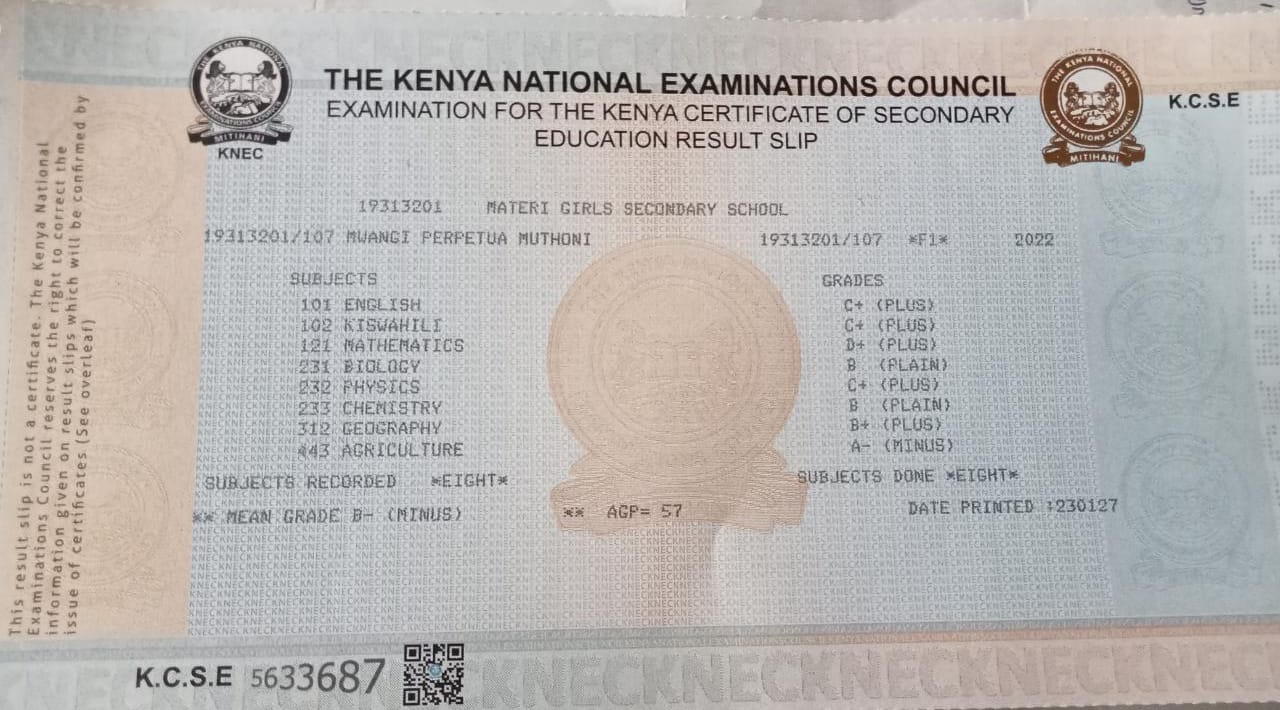 THE KENYA NATIONAL EXAMINATIONS COUNCIL
EXAMINATION FOR THE KENYA CERTIFICATE OF SECONDARY
EDUCATION RESULT SLIP
THE KENYA NATIONAL EXAMINATIONS COUNCIL
MITIHANI
KNEC
THE KENYA NATIONAL EXAMINATIONS COUNCIL
MITIHANI
K.C.S.E
19313201 MATERI GIRLS SECONDARY SCHOOL
19313201/107 MWANGI PERPETUA MUTHONI 19313201/107 *F1* 2022
SUBJECTS GRADES
101 ENGLISH C+ (PLUS)
102 KISWAHILI C+ (PLUS)
121 MATHEMATICS D+ (PLUS)
231 BIOLOGY B (PLAIN)
232 PHYSICS C+ (PLUS)
233 CHEMISTRY B (PLAIN)
312 GEOGRAPHY B+ (PLUS)
443 AGRICULTURE A- (MINUS)
SUBJECTS RECORDED *EIGHT* SUBJECTS DONE *EIGHT*
** MEAN GRADE B- (MINUS) ** AGP= 57 DATE PRINTED :230127
This result slip is not a certificate. The Kenya National
Examinations Council reserves the right to correct the
information given on result slips which will be confirmed by
issue of certificates (See overleaf)
K.C.S.E 5633687